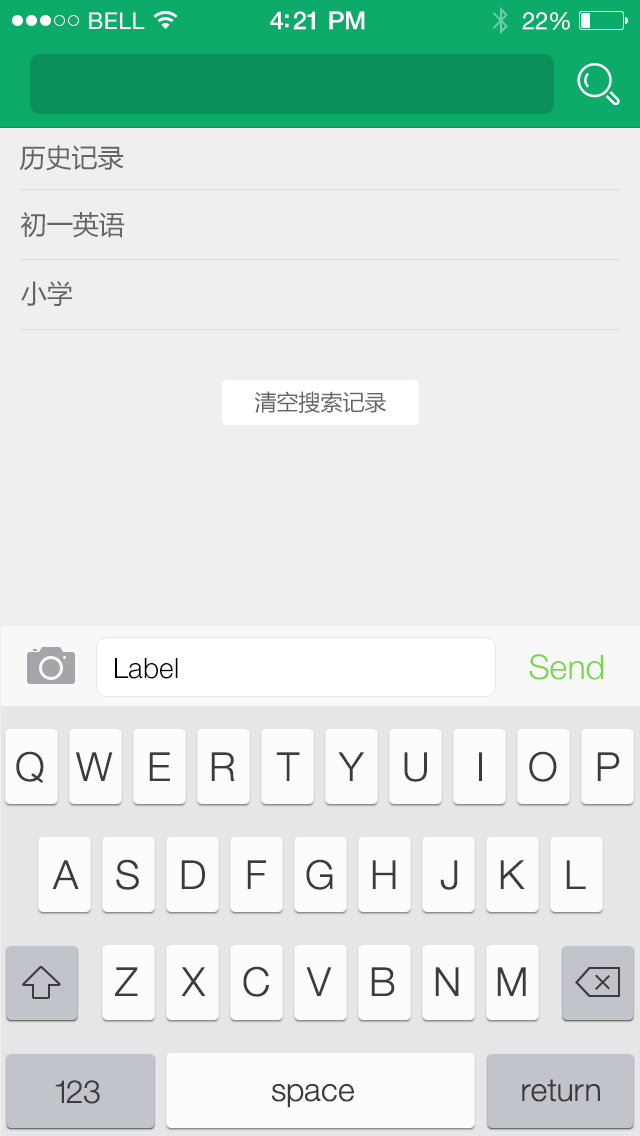 BELL 4:21 PM 22%
历史记录
初一英语
小学
清空搜索记录
Label Send
Q W E R T Y U I O P
A S D F G H J K L
Z X C V B N M
123 space return